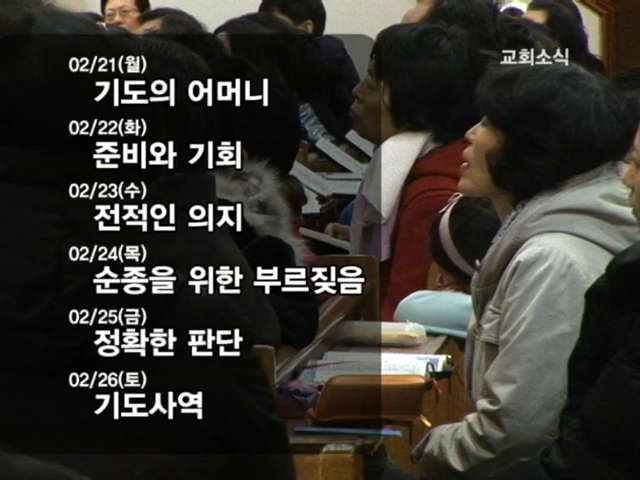 교회소식
02/21(월)
기도의 어머니
02/22(화)
준비와 기회
02/23(수)
전적인 의지
02/24(목)
순종을 위한 부르짖음
02/25(금)
정확한 판단
02/26(토)
기도사역